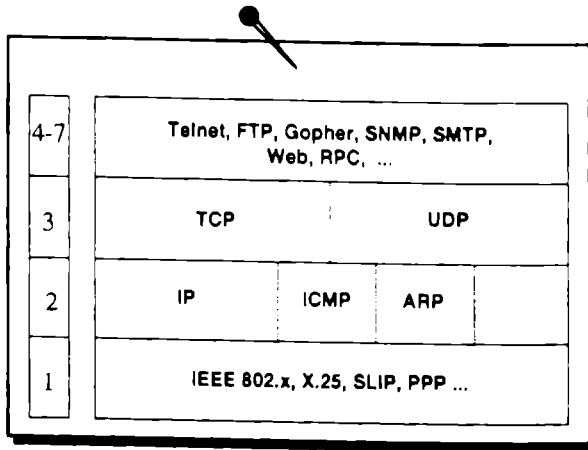 4-7
Telnet, FTP, Gopher, SNMP, SMTP,
Web, RPC, ...
3
TCP
UDP
2
IP
ICMP
ARP
1
IEEE 802.x, X.25, SLIP, PPP ...